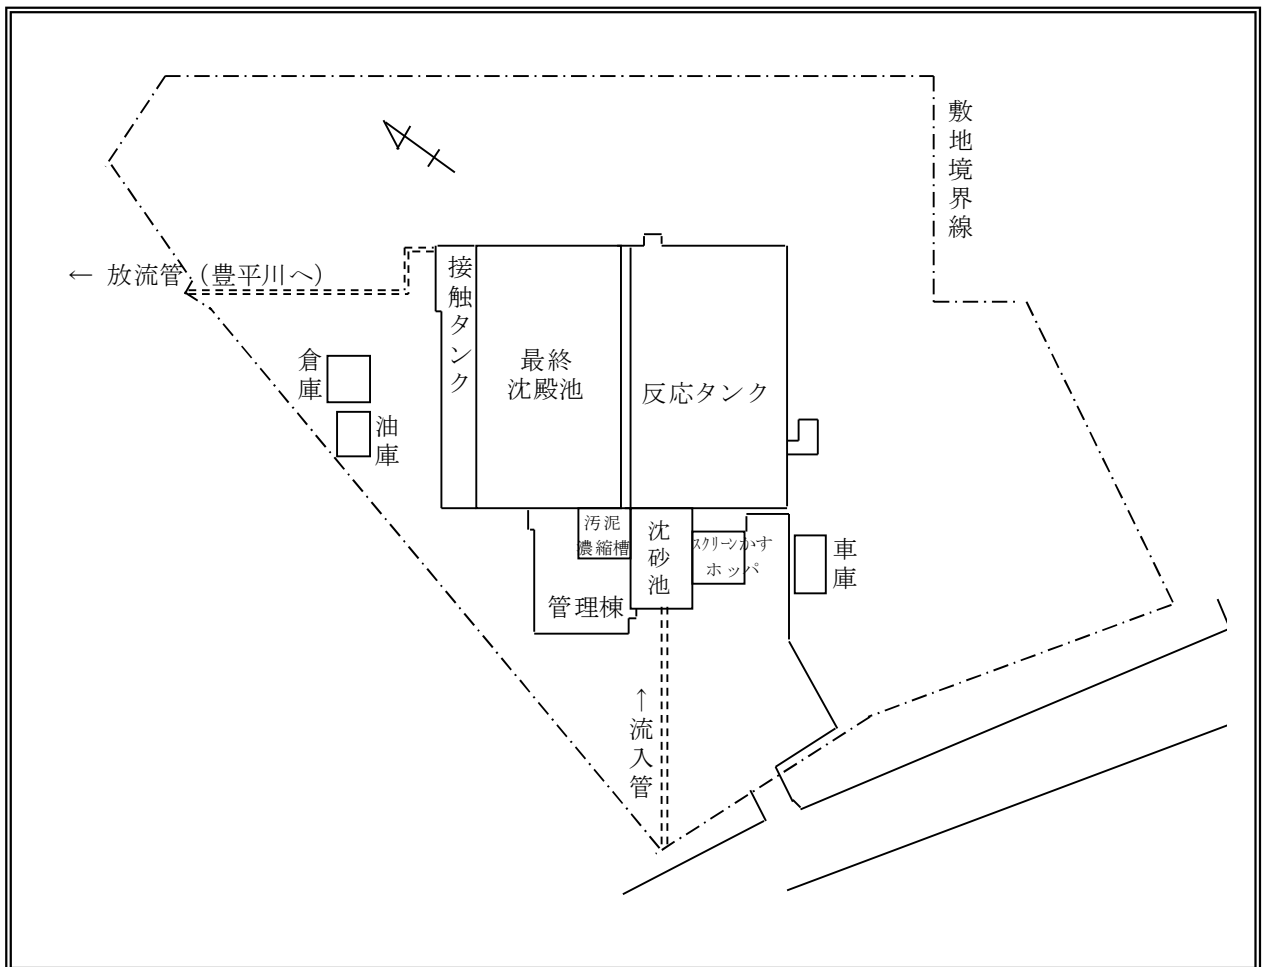 敷地境界線
← 放流管（豊平川へ）
接触タンク
最終
沈殿池
反応タンク
倉庫
油庫
汚泥
濃縮槽
沈砂池
ｽｸﾘｰﾝかす
ホッパ
車庫
管理棟
←流入管